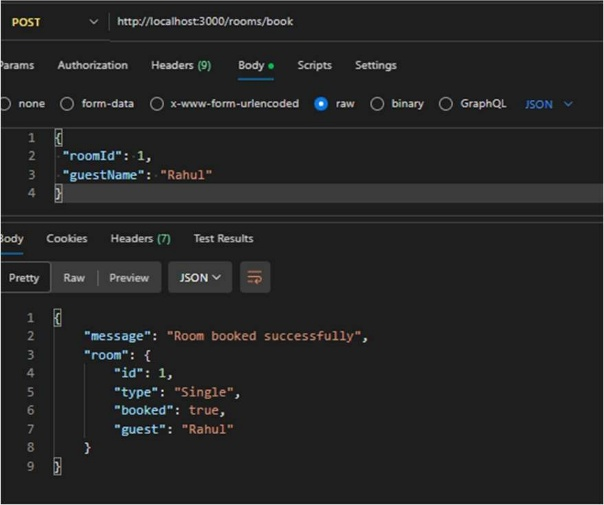 POST http://localhost:3000/rooms/book
Params Authorization Headers (9) Body Scripts Settings
none form-data x-www-form-urlencoded raw binary GraphQL JSON
1 {
2 "roomId": 1,
3 "guestName": "Rahul"
4 }
Body Cookies Headers (7) Test Results
Pretty Raw Preview JSON
1 {
2 "message": "Room booked successfully",
3 "room": {
4 "id": 1,
5 "type": "Single",
6 "booked": true,
7 "guest": "Rahul"
8 }
9 }